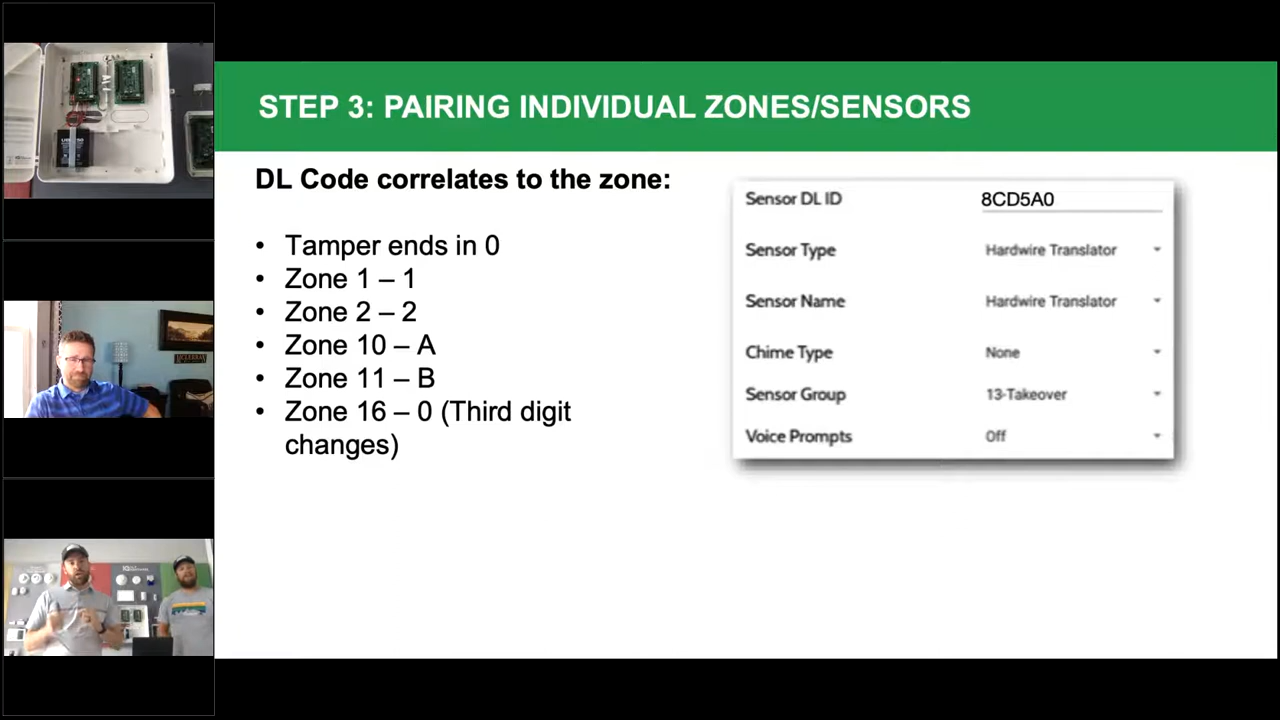 STEP 3: PAIRING INDIVIDUAL ZONES/SENSORS
DL Code correlates to the zone:
• Tamper ends in 0
• Zone 1 – 1
• Zone 2 – 2
• Zone 10 – A
• Zone 11 – B
• Zone 16 – 0 (Third digit
changes)
Sensor DL ID 8CD5A0
Sensor Type Hardwire Translator
Sensor Name Hardwire Translator
Chime Type None
Sensor Group 13-Takeover
Voice Prompts Off